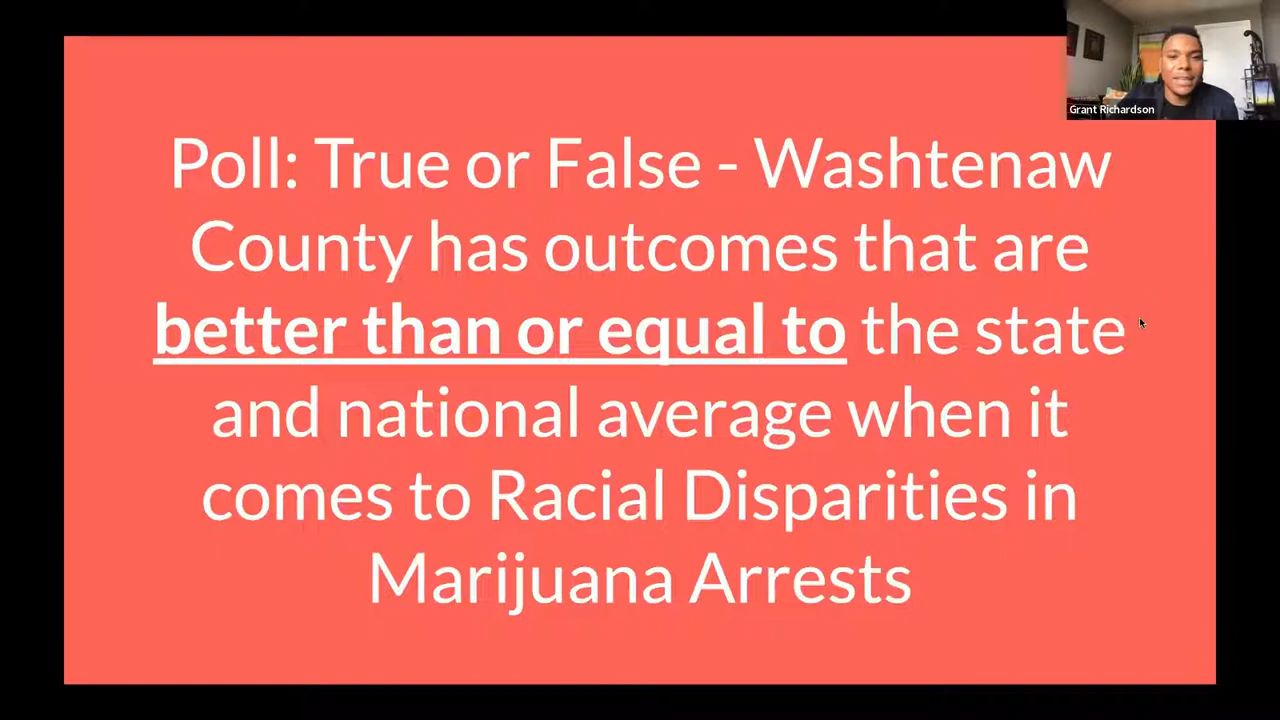 Grant Richardson
Poll: True or False - Washtenaw
County has outcomes that are
better than or equal to the state
and national average when it
comes to Racial Disparities in
Marijuana Arrests